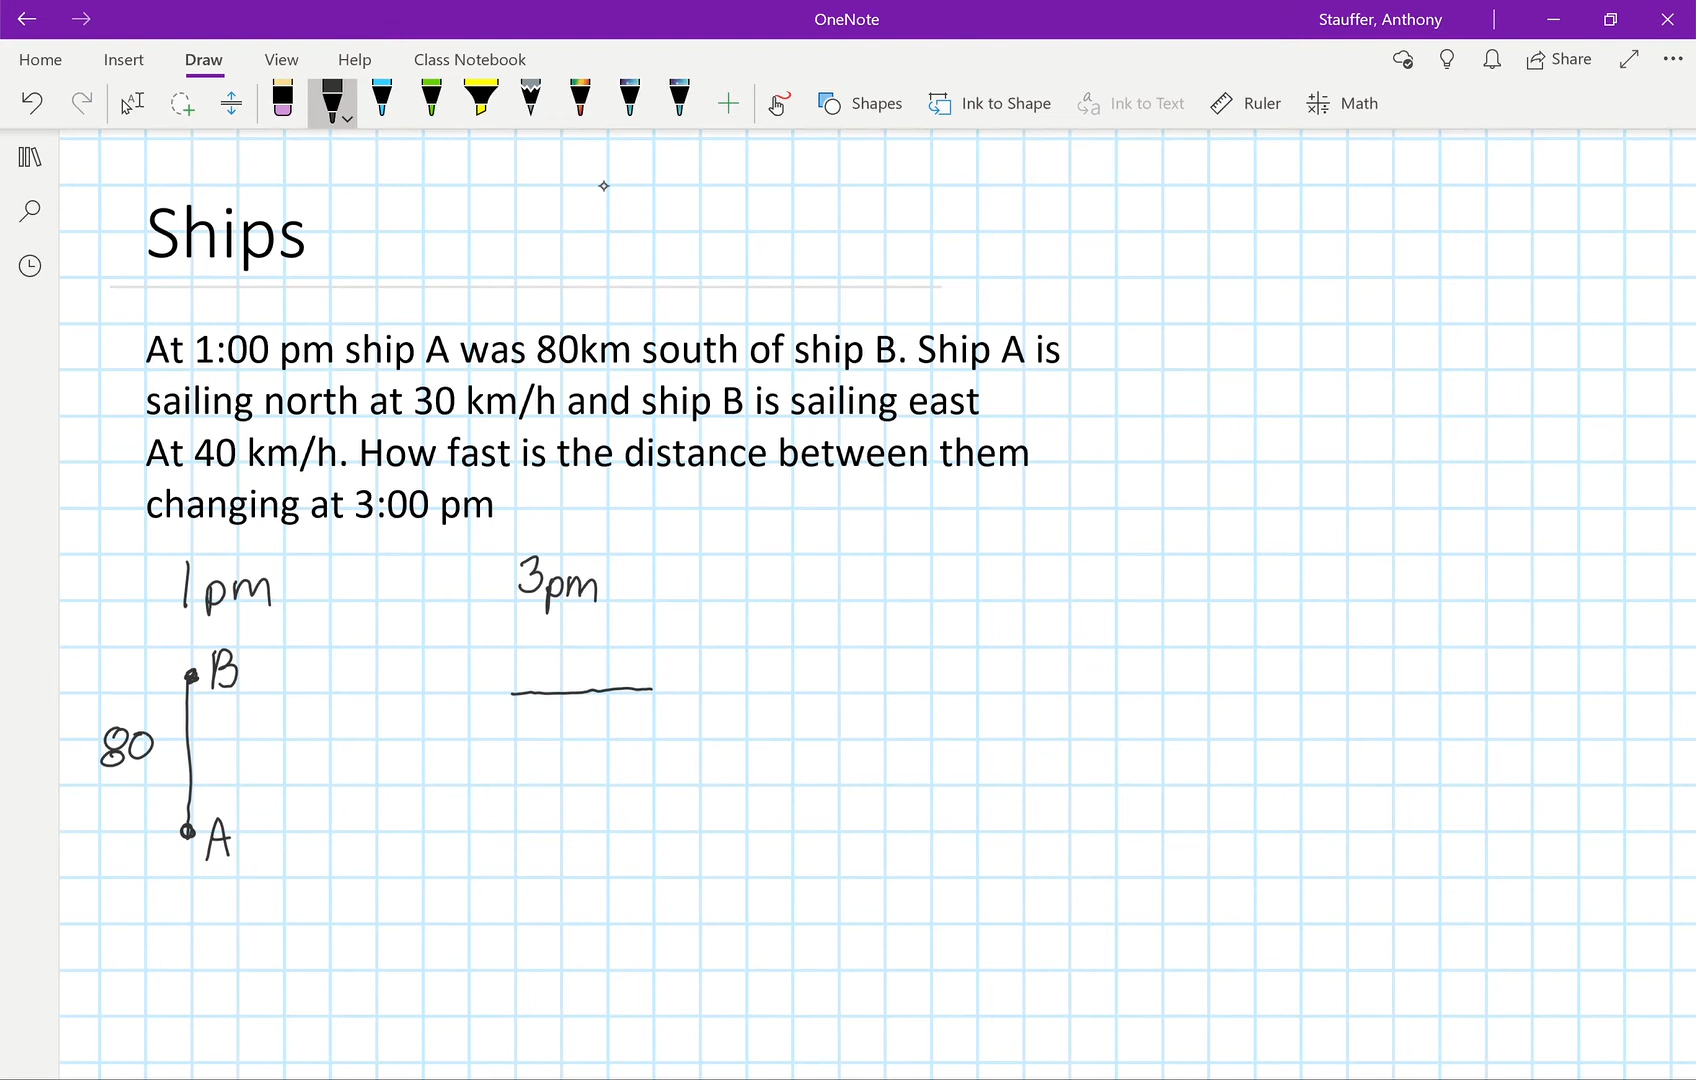 OneNote
Stauffer, Anthony
Home Insert Draw View Help Class Notebook
Share
Shapes Ink to Shape Ink to Text Ruler Math
Ships
At 1:00 pm ship A was 80km south of ship B. Ship A is
sailing north at 30 km/h and ship B is sailing east
At 40 km/h. How fast is the distance between them
changing at 3:00 pm
1pm 3pm
B
80
A